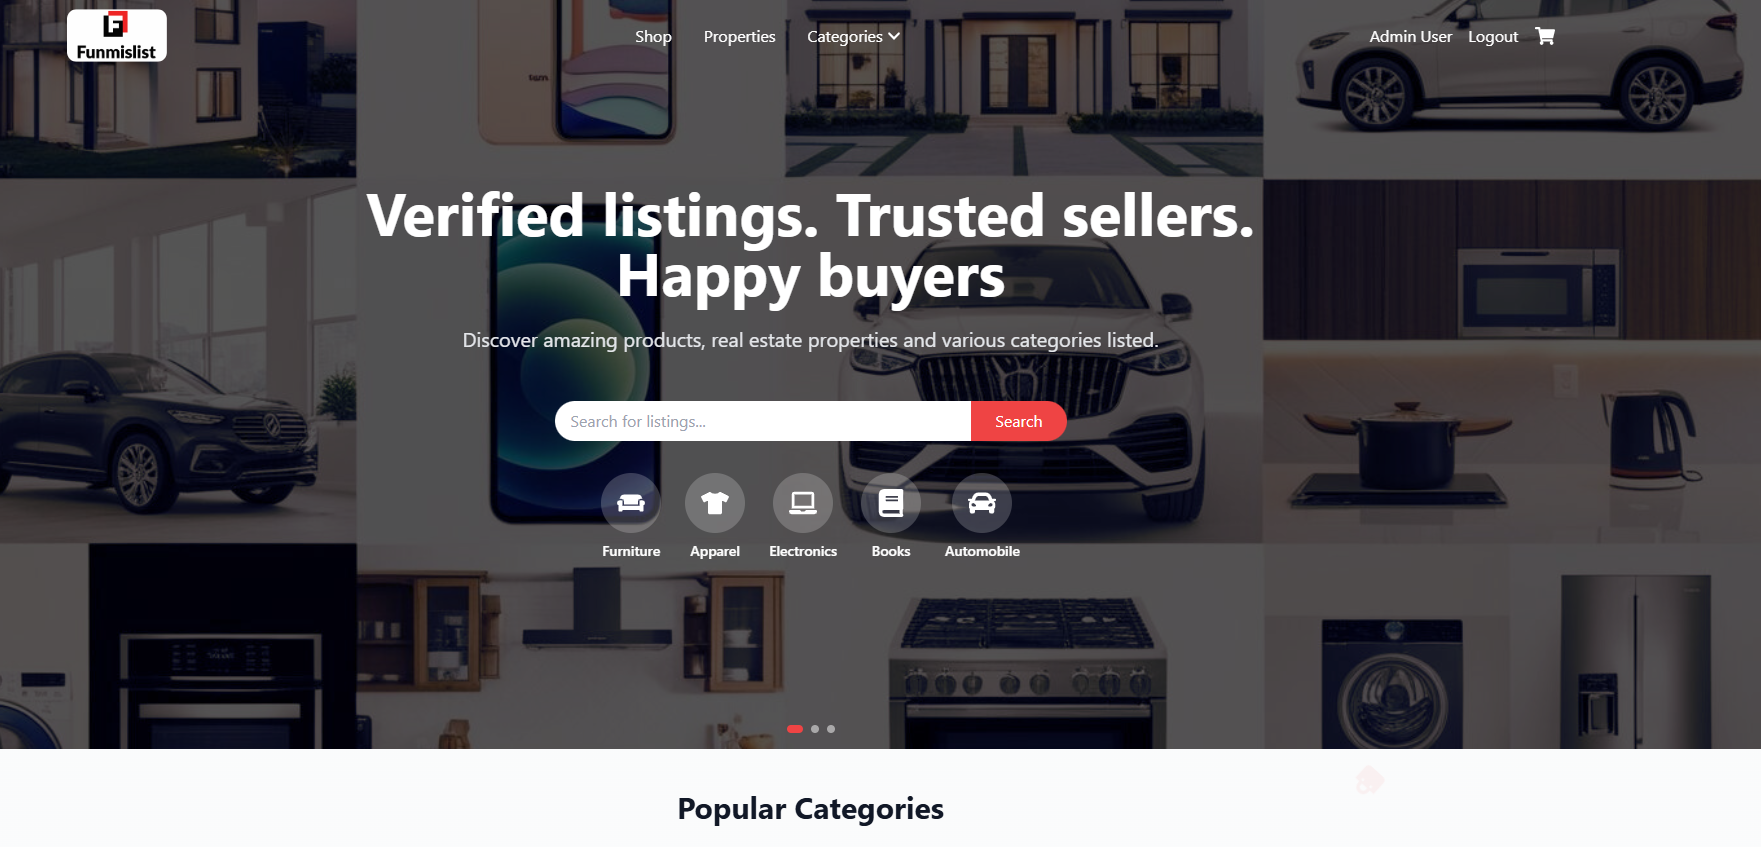 Funmislist
Shop
Properties
Categories
Admin User
Logout
Verified listings. Trusted sellers.
Happy buyers
Discover amazing products, real estate properties and various categories listed.
Search for listings...
Search
Furniture
Apparel
Electronics
Books
Automobile
Popular Categories